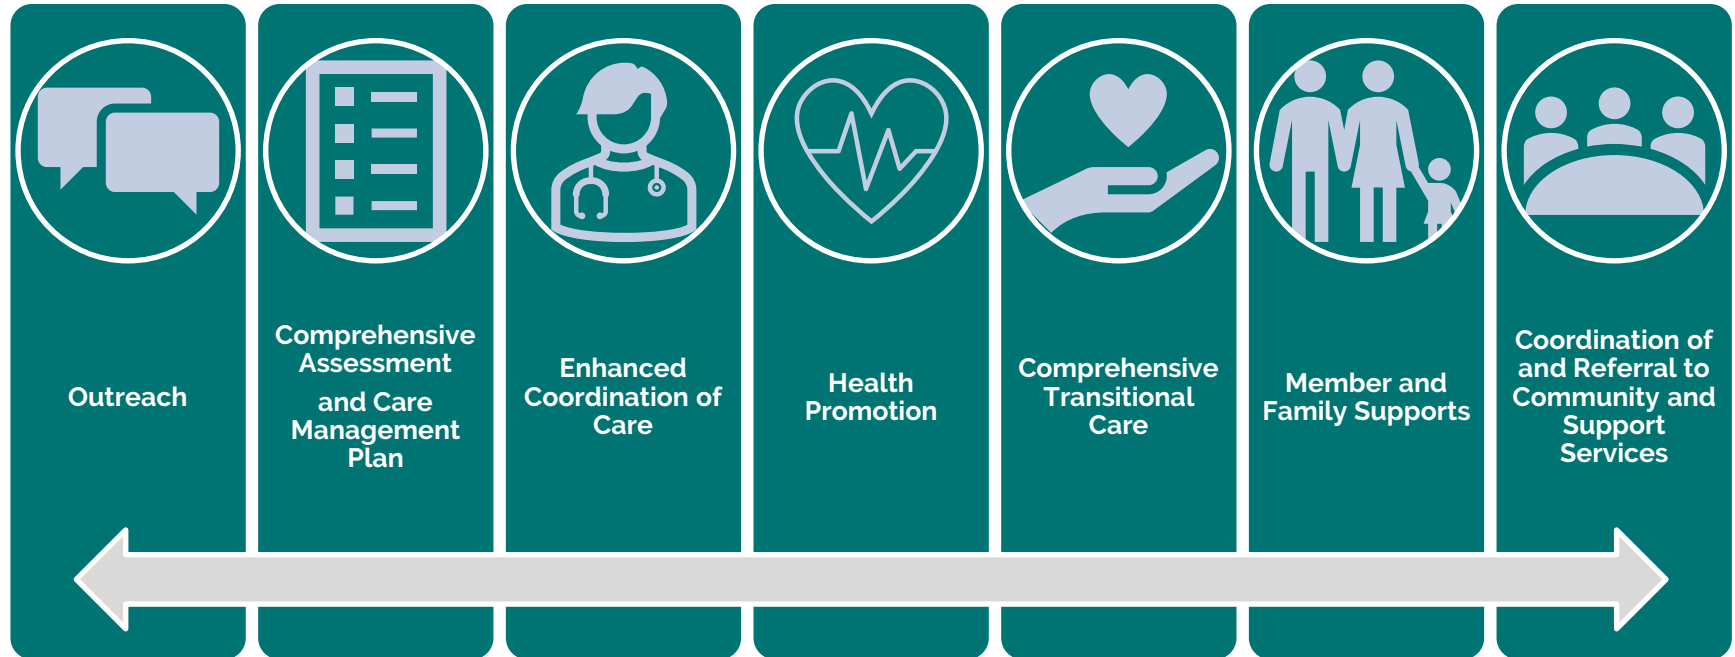 Outreach
Comprehensive
Assessment
and Care
Management
Plan
Enhanced
Coordination of
Care
Health
Promotion
Comprehensive
Transitional
Care
Member and
Family Supports
Coordination of
and Referral to
Community and
Support
Services